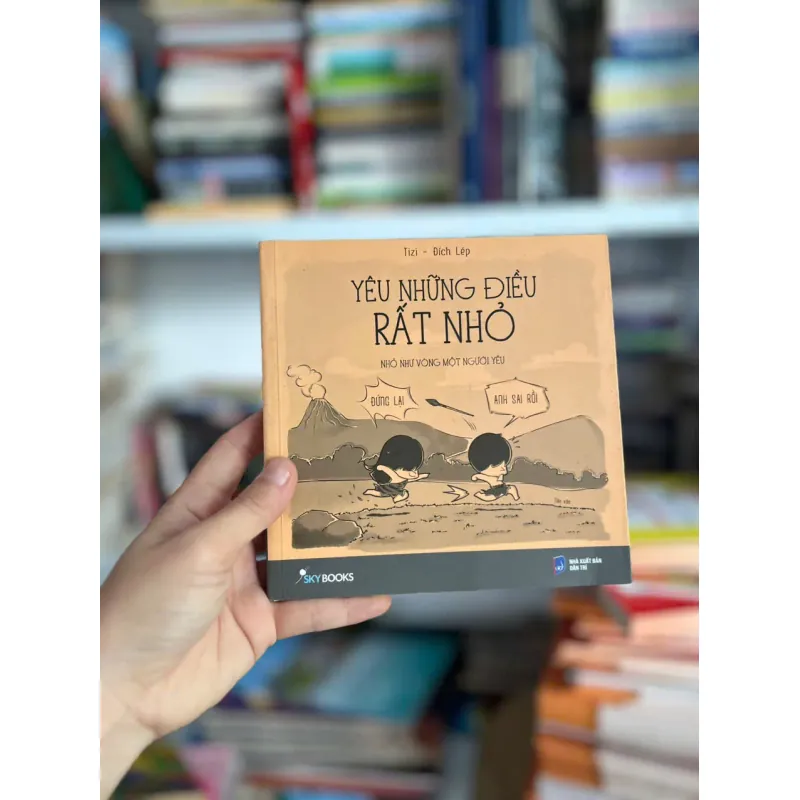 Tizi - Đích Lép
YÊU NHỮNG ĐIỀU
RẤT NHỎ
NHỎ NHƯ VÒNG MỘT NGƯỜI YÊU
ĐỨNG LẠI
ANH SAI RỒI
SKYBOOKS
NHÀ XUẤT BẢN
DÂN TRÍ